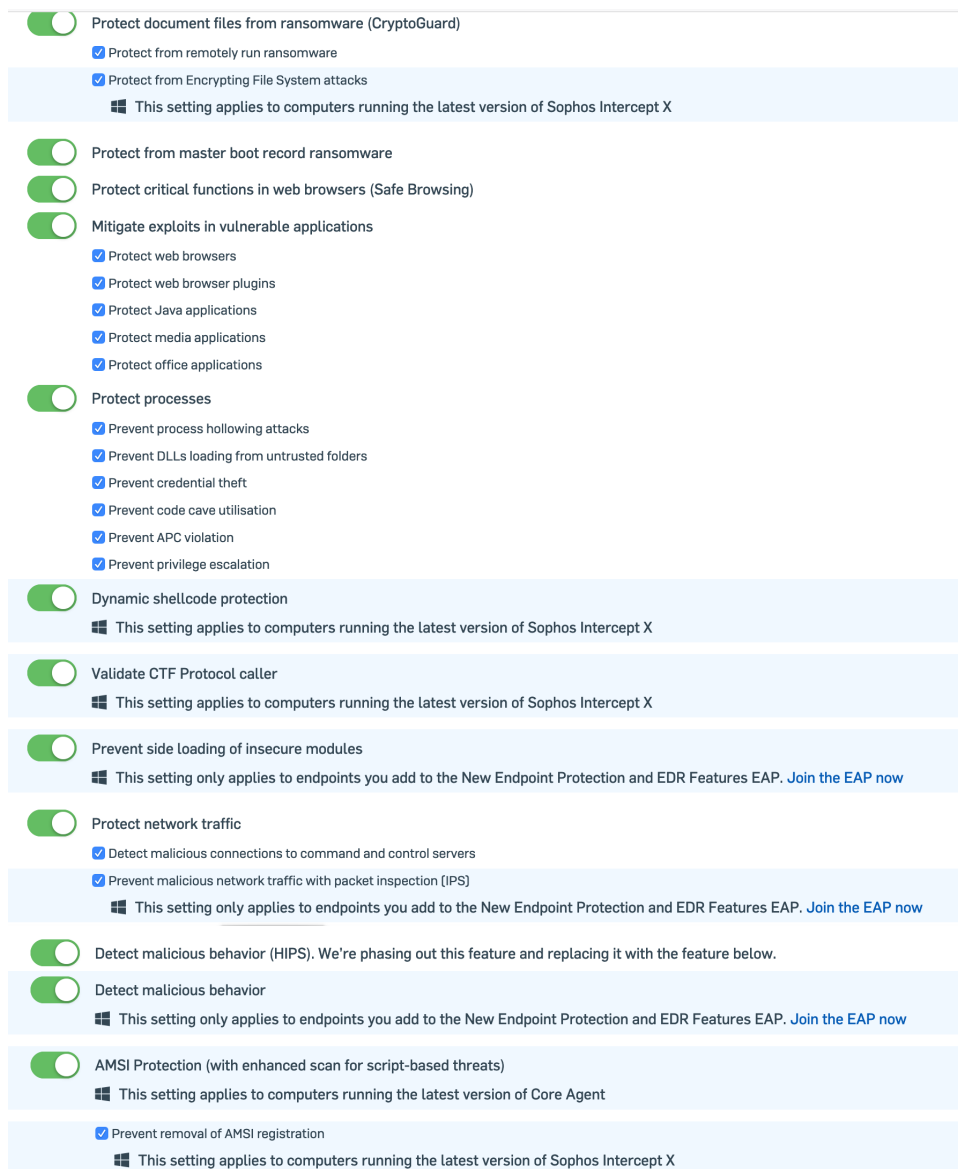 Protect document files from ransomware (CryptoGuard)
Protect from remotely run ransomware
Protect from Encrypting File System attacks
This setting applies to computers running the latest version of Sophos Intercept X
Protect from master boot record ransomware
Protect critical functions in web browsers (Safe Browsing)
Mitigate exploits in vulnerable applications
Protect web browsers
Protect web browser plugins
Protect Java applications
Protect media applications
Protect office applications
Protect processes
Prevent process hollowing attacks
Prevent DLLs loading from untrusted folders
Prevent credential theft
Prevent code cave utilisation
Prevent APC violation
Prevent privilege escalation
Dynamic shellcode protection
This setting applies to computers running the latest version of Sophos Intercept X
Validate CTF Protocol caller
This setting applies to computers running the latest version of Sophos Intercept X
Prevent side loading of insecure modules
This setting only applies to endpoints you add to the New Endpoint Protection and EDR Features EAP. Join the EAP now
Protect network traffic
Detect malicious connections to command and control servers
Prevent malicious network traffic with packet inspection (IPS)
This setting only applies to endpoints you add to the New Endpoint Protection and EDR Features EAP. Join the EAP now
Detect malicious behavior (HIPS). We're phasing out this feature and replacing it with the feature below.
Detect malicious behavior
This setting only applies to endpoints you add to the New Endpoint Protection and EDR Features EAP. Join the EAP now
AMSI Protection (with enhanced scan for script-based threats)
This setting applies to computers running the latest version of Core Agent
Prevent removal of AMSI registration
This setting applies to computers running the latest version of Sophos Intercept X